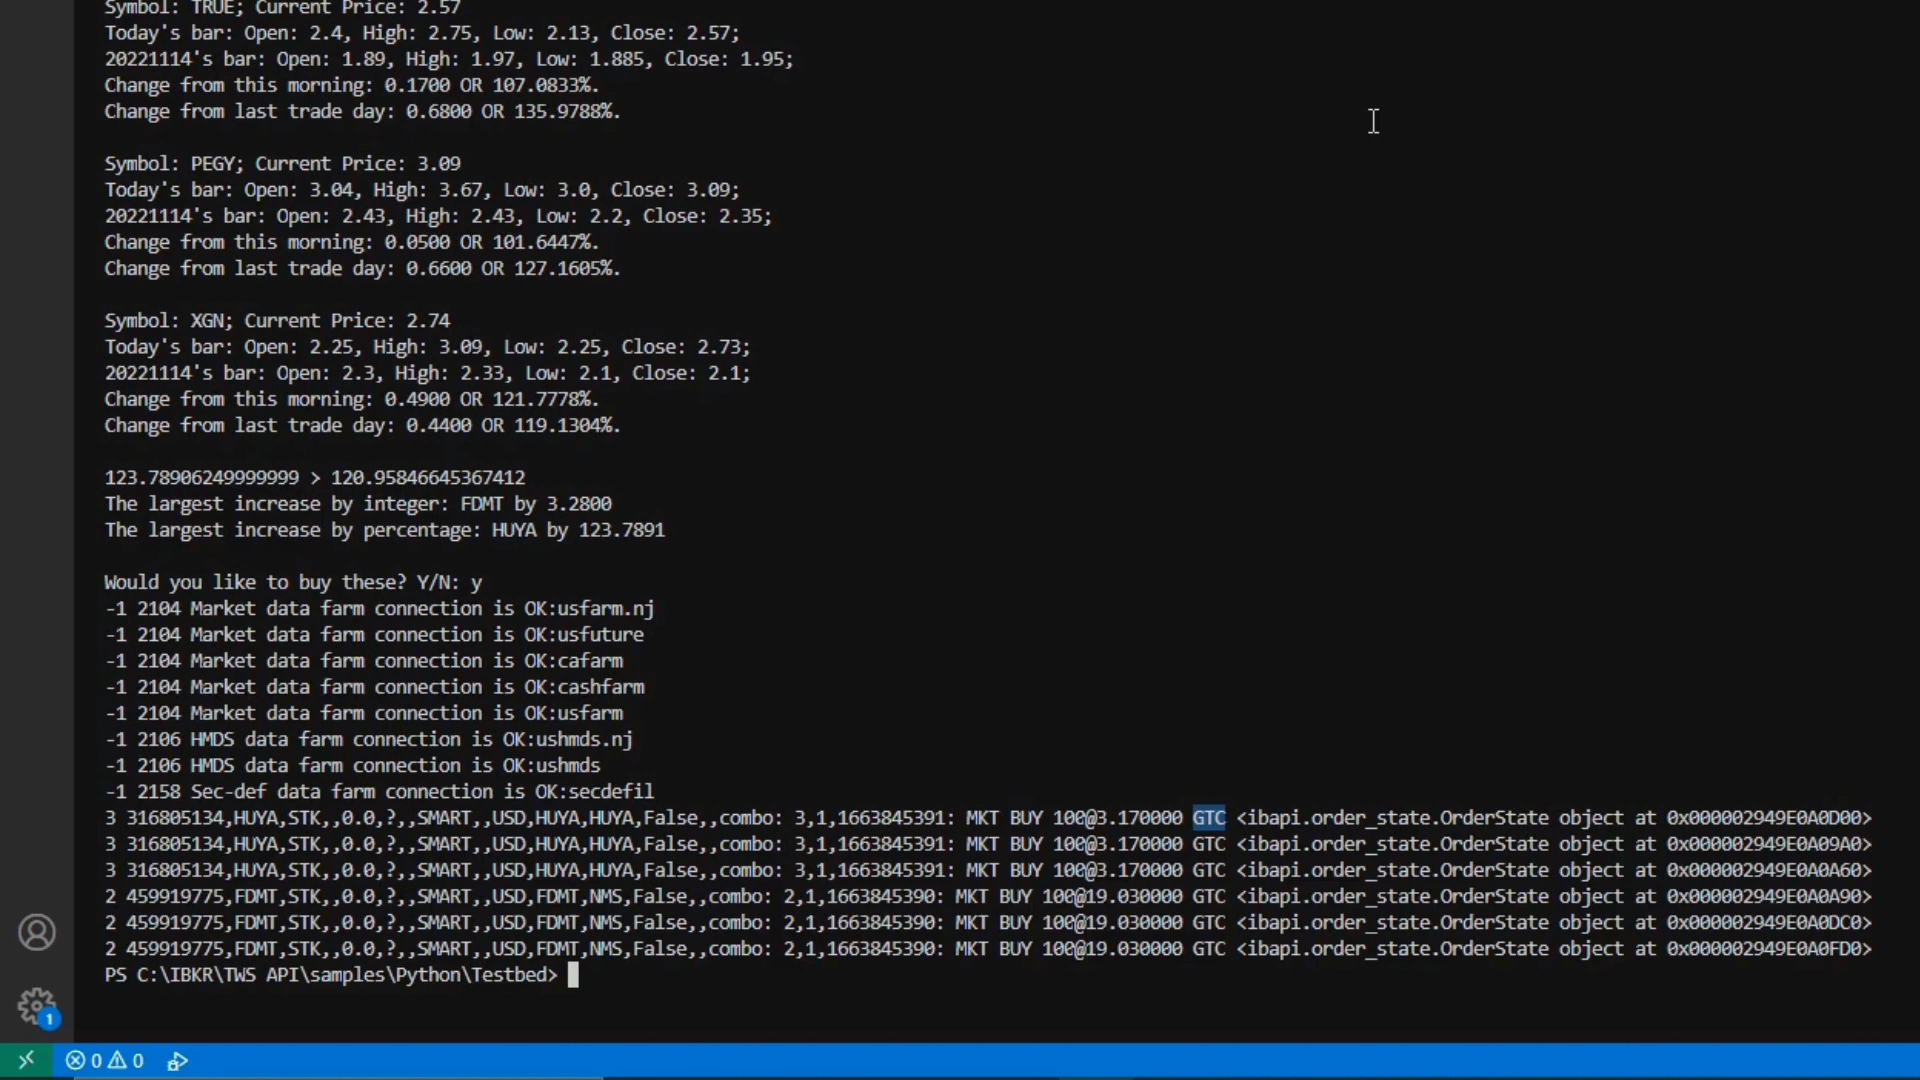 Symbol: TRUE; Current Price: 2.57
Today's bar: Open: 2.4, High: 2.75, Low: 2.13, Close: 2.57;
20221114's bar: Open: 1.89, High: 1.97, Low: 1.885, Close: 1.95;
Change from this morning: 0.1700 OR 107.0833%.
Change from last trade day: 0.6800 OR 135.9788%.
Symbol: PEGY; Current Price: 3.09
Today's bar: Open: 3.04, High: 3.67, Low: 3.0, Close: 3.09;
20221114's bar: Open: 2.43, High: 2.43, Low: 2.2, Close: 2.35;
Change from this morning: 0.0500 OR 101.6447%.
Change from last trade day: 0.6600 OR 127.1605%.
Symbol: XGN; Current Price: 2.74
Today's bar: Open: 2.25, High: 3.09, Low: 2.25, Close: 2.73;
20221114's bar: Open: 2.3, High: 2.33, Low: 2.1, Close: 2.1;
Change from this morning: 0.4900 OR 121.7778%.
Change from last trade day: 0.4400 OR 119.1304%.
123.78906249999999 > 120.95846645367412
The largest increase by integer: FDMT by 3.2800
The largest increase by percentage: HUYA by 123.7891
Would you like to buy these? Y/N: y
-1 2104 Market data farm connection is OK:usfarm.nj
-1 2104 Market data farm connection is OK:usfuture
-1 2104 Market data farm connection is OK:cafarm
-1 2104 Market data farm connection is OK:cashfarm
-1 2104 Market data farm connection is OK:usfarm
-1 2106 HMDS data farm connection is OK:ushmds.nj
-1 2106 HMDS data farm connection is OK:ushmds
-1 2158 Sec-def data farm connection is OK:secdefil
3 316805134,HUYA,STK,,0.0,?,,SMART,,USD,HUYA,HUYA,False,,combo: 3,1,1663845391: MKT BUY 100@3.170000 GTC <ibapi.order_state.OrderState object at 0x000002949E0A0D00>
3 316805134,HUYA,STK,,0.0,?,,SMART,,USD,HUYA,HUYA,False,,combo: 3,1,1663845391: MKT BUY 100@3.170000 GTC <ibapi.order_state.OrderState object at 0x000002949E0A09A0>
3 316805134,HUYA,STK,,0.0,?,,SMART,,USD,HUYA,HUYA,False,,combo: 3,1,1663845391: MKT BUY 100@3.170000 GTC <ibapi.order_state.OrderState object at 0x000002949E0A0A60>
2 459919775,FDMT,STK,,0.0,?,,SMART,,USD,FDMT,NMS,False,,combo: 2,1,1663845390: MKT BUY 100@19.030000 GTC <ibapi.order_state.OrderState object at 0x000002949E0A0A90>
2 459919775,FDMT,STK,,0.0,?,,SMART,,USD,FDMT,NMS,False,,combo: 2,1,1663845390: MKT BUY 100@19.030000 GTC <ibapi.order_state.OrderState object at 0x000002949E0A0DC0>
2 459919775,FDMT,STK,,0.0,?,,SMART,,USD,FDMT,NMS,False,,combo: 2,1,1663845390: MKT BUY 100@19.030000 GTC <ibapi.order_state.OrderState object at 0x000002949E0A0FD0>
PS C:\IBKR\TWS API\samples\Python\Testbed>
1
0 0